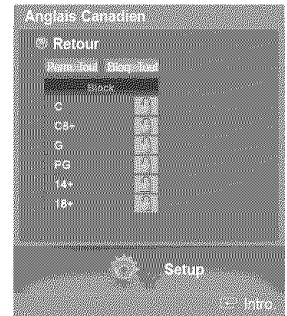 Anglais Canadien
Retour
Perm. Tout Bloq. Tout
Block
C
C8+
G
PG
14+
18+
Setup
Intro